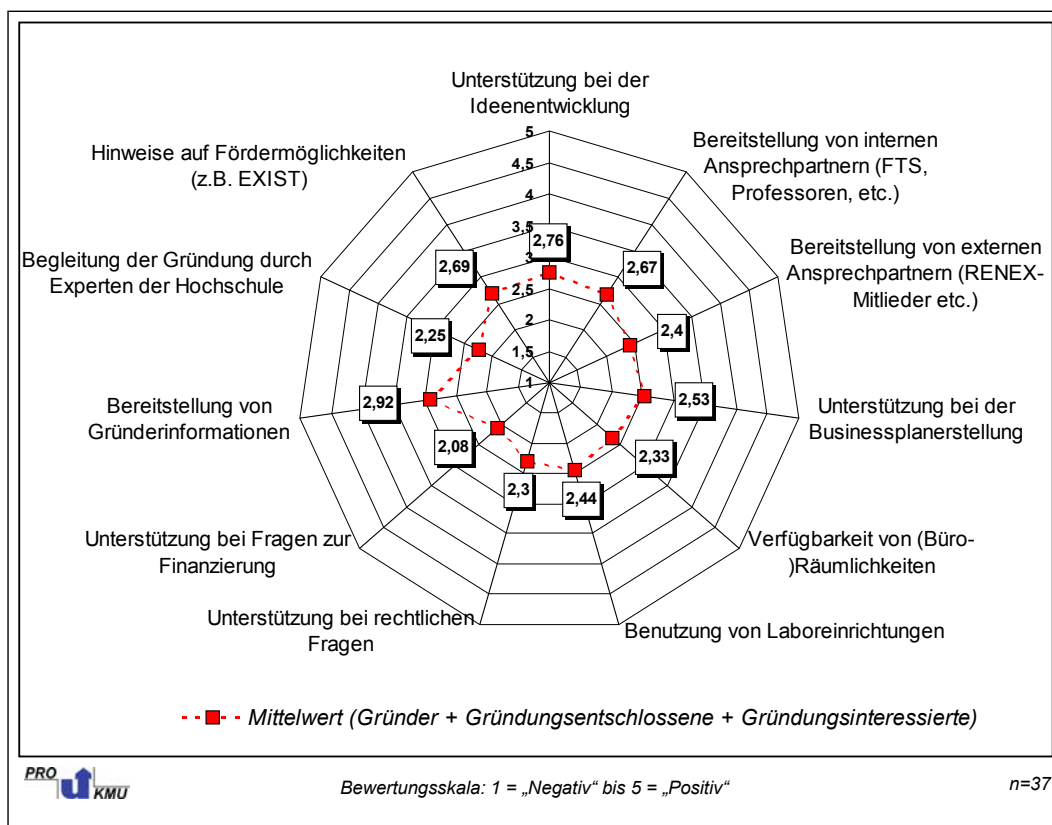 Unterstützung bei der
Ideenentwicklung
Bereitstellung von internen
Ansprechpartnern (FTS,
Professoren, etc.)
Bereitstellung von externen
Ansprechpartnern (RENEX-
Mitlieder etc.)
Unterstützung bei der
Businessplanerstellung
Verfügbarkeit von (Büro-
)Räumlichkeiten
Benutzung von Laboreinrichtungen
Unterstützung bei rechtlichen
Fragen
Unterstützung bei Fragen zur
Finanzierung
Bereitstellung von
Gründerinformationen
Begleitung der Gründung durch
Experten der Hochschule
Hinweise auf Fördermöglichkeiten
(z.B. EXIST)
5
4,5
4
3,5
3
2,5
2
1,5
1
2,76
2,67
2,4
2,53
2,33
2,44
2,3
2,08
2,92
2,25
2,69
Mittelwert (Gründer + Gründungsentschlossene + Gründungsinteressierte)
PRO
U
KMU
Bewertungsskala: 1 = „Negativ“ bis 5 = „Positiv“
n=37